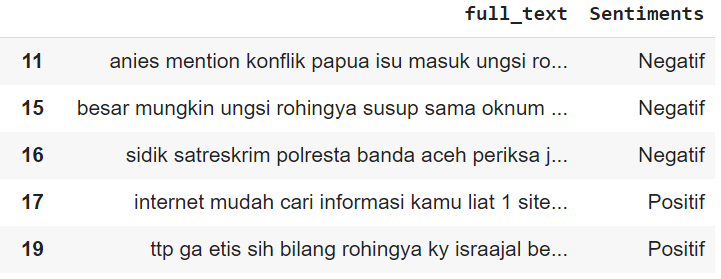 full_text Sentiments
11 anies mention konflik papua isu masuk ungsi ro... Negatif
15 besar mungkin ungsi rohingya susup sama oknum ... Negatif
16 sidik satreskrim polresta banda aceh periksa j... Negatif
17 internet mudah cari informasi kamu liat 1 site... Positif
19 ttp ga etis sih bilang rohingya ky israajal be... Positif